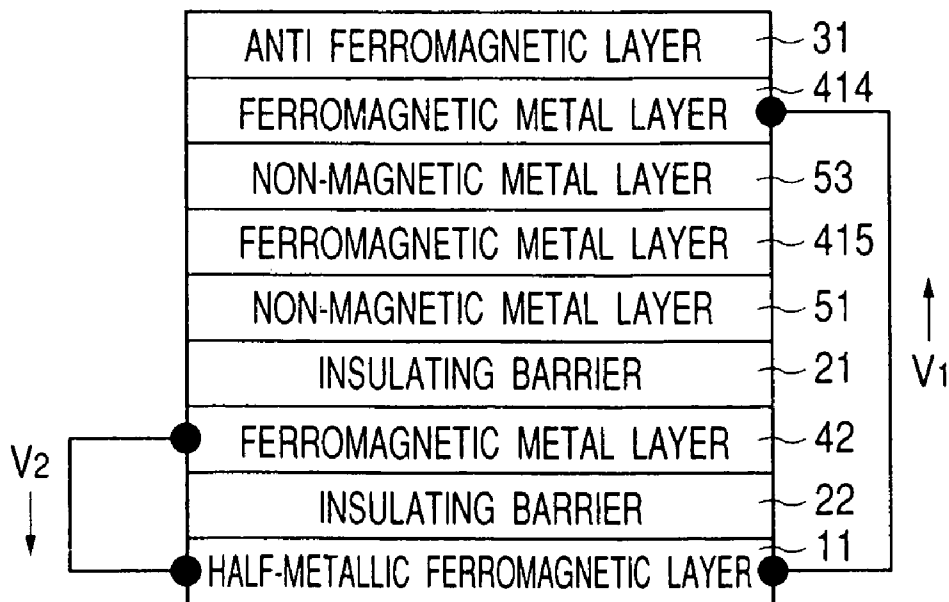 ANTI FERROMAGNETIC LAYER 31
414
FERROMAGNETIC METAL LAYER
NON-MAGNETIC METAL LAYER 53
FERROMAGNETIC METAL LAYER 415
NON-MAGNETIC METAL LAYER 51
INSULATING BARRIER 21
V1
FERROMAGNETIC METAL LAYER 42
V2
INSULATING BARRIER 22
11
HALF-METALLIC FERROMAGNETIC LAYER